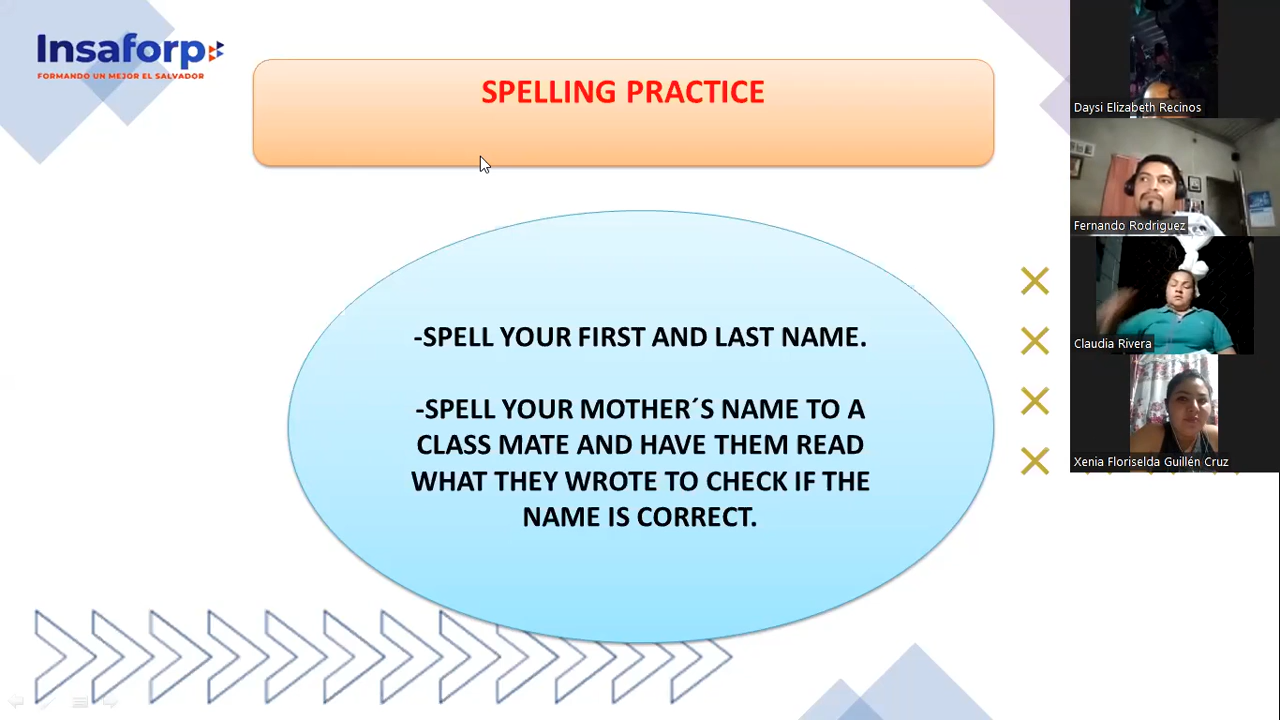 Insaforp
FORMANDO UN MEJOR EL SALVADOR
SPELLING PRACTICE
-SPELL YOUR FIRST AND LAST NAME.
-SPELL YOUR MOTHER´S NAME TO A
CLASS MATE AND HAVE THEM READ
WHAT THEY WROTE TO CHECK IF THE
NAME IS CORRECT.
Daysi Elizabeth Recinos
Fernando Rodriguez
Claudia Rivera
Xenia Floriselda Guillén Cruz